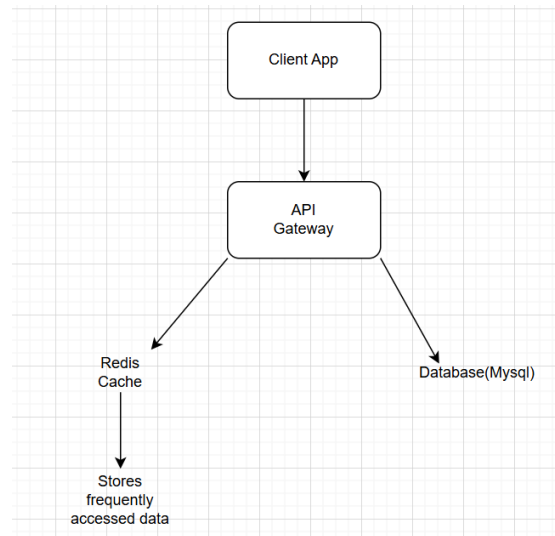 Client App
API
Gateway
Redis
Cache
Database(Mysql)
Stores
frequently
accessed data